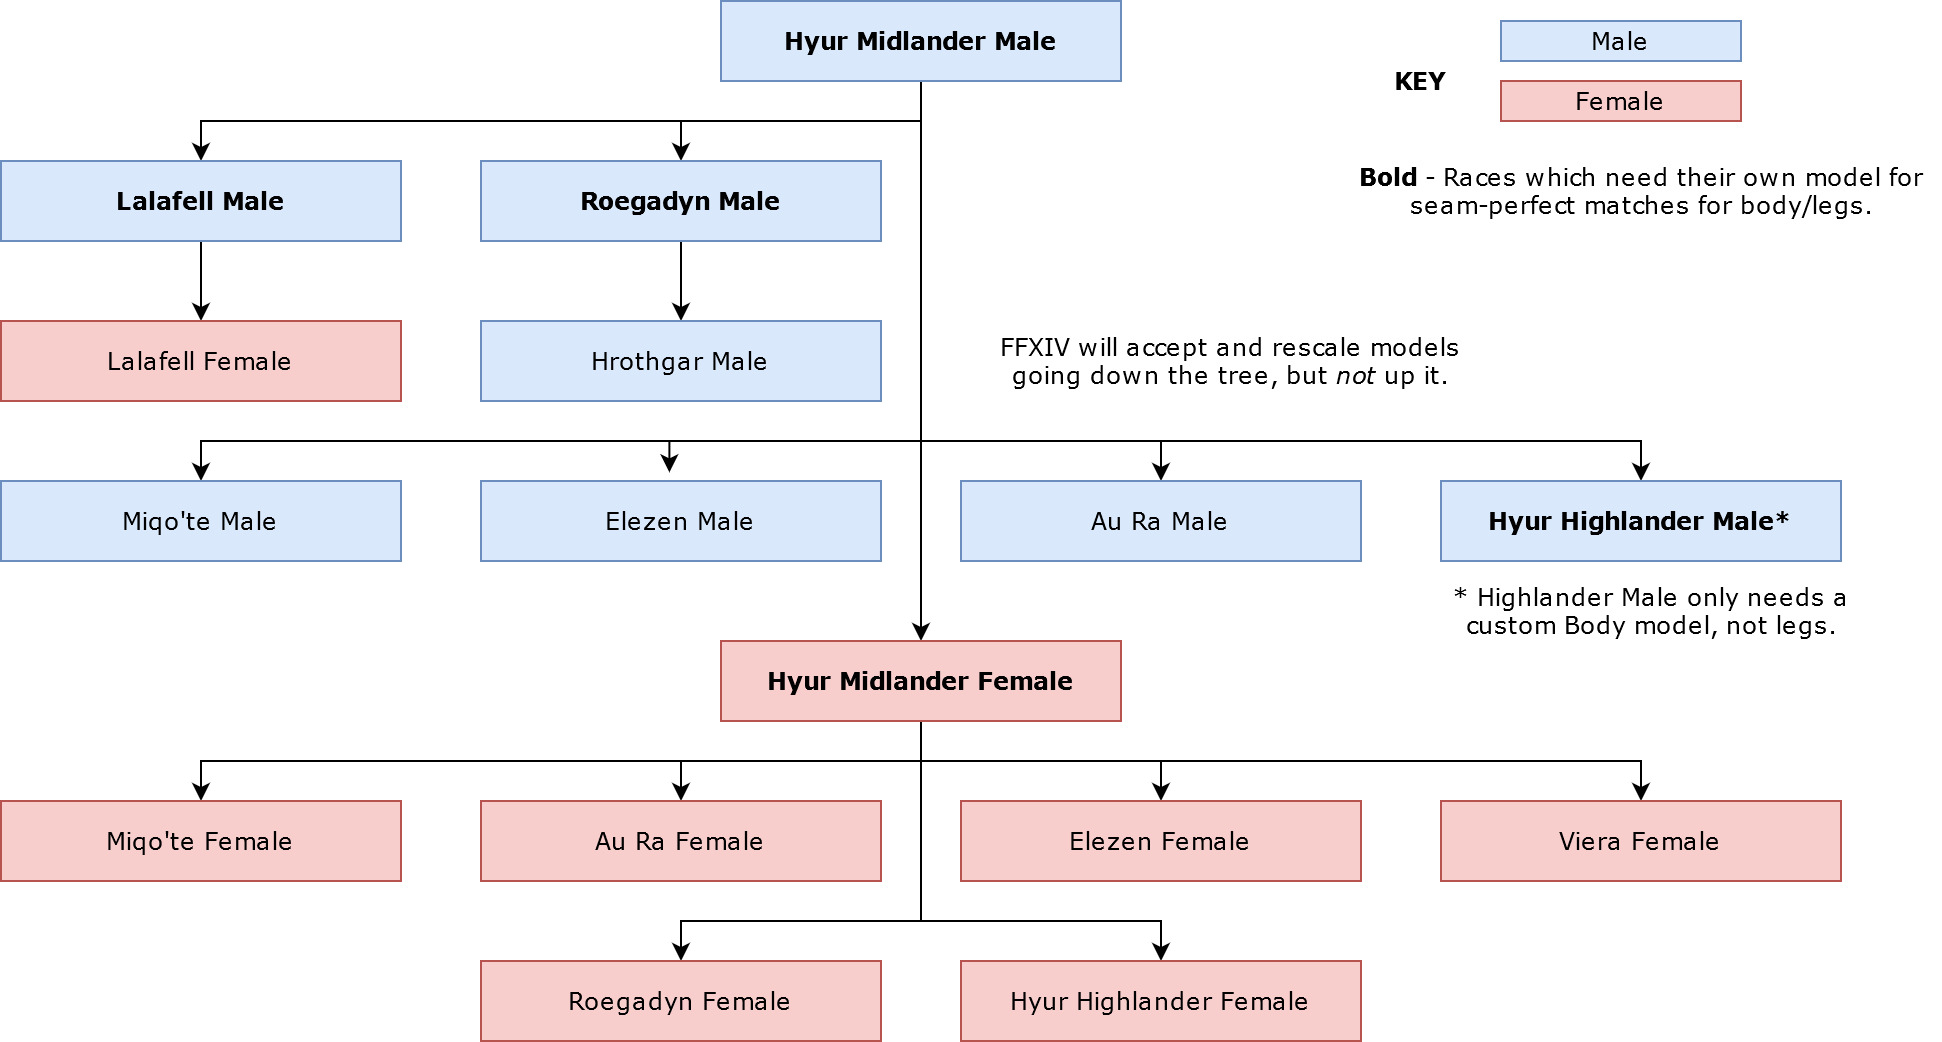 Hyur Midlander Male
Male
KEY
Female
Bold - Races which need their own model for
seam-perfect matches for body/legs.
Lalafell Male
Roegadyn Male
Lalafell Female
Hrothgar Male
FFXIV will accept and rescale models
going down the tree, but not up it.
Miqo'te Male
Elezen Male
Au Ra Male
Hyur Highlander Male*
* Highlander Male only needs a
custom Body model, not legs.
Hyur Midlander Female
Miqo'te Female
Au Ra Female
Elezen Female
Viera Female
Roegadyn Female
Hyur Highlander Female